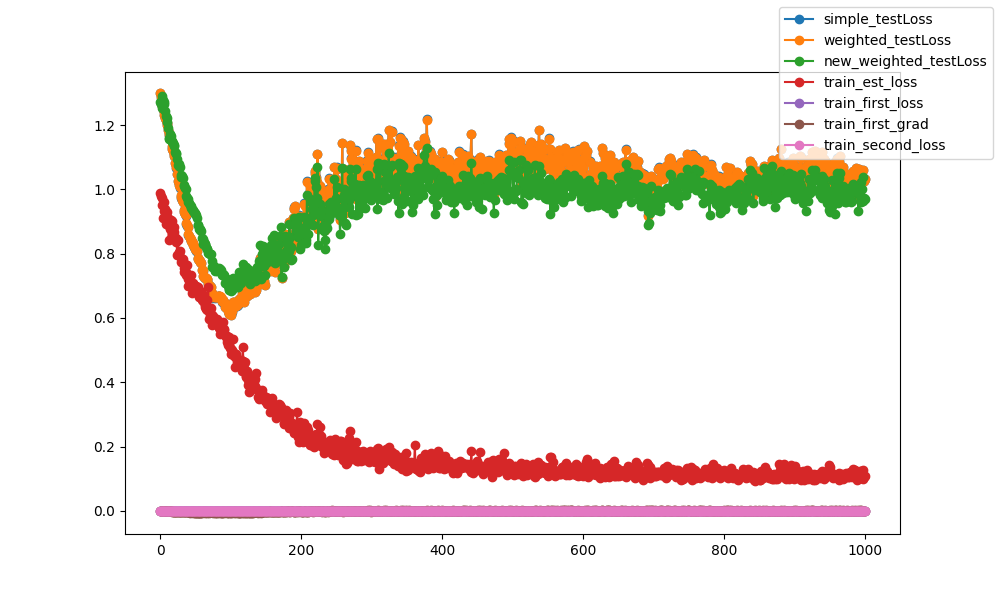 simple_testLoss
weighted_testLoss
new_weighted_testLoss
train_est_loss
train_first_loss
train_first_grad
train_second_loss
1.2
1.0
0.8
0.6
0.4
0.2
0.0
0 200 400 600 800 1000